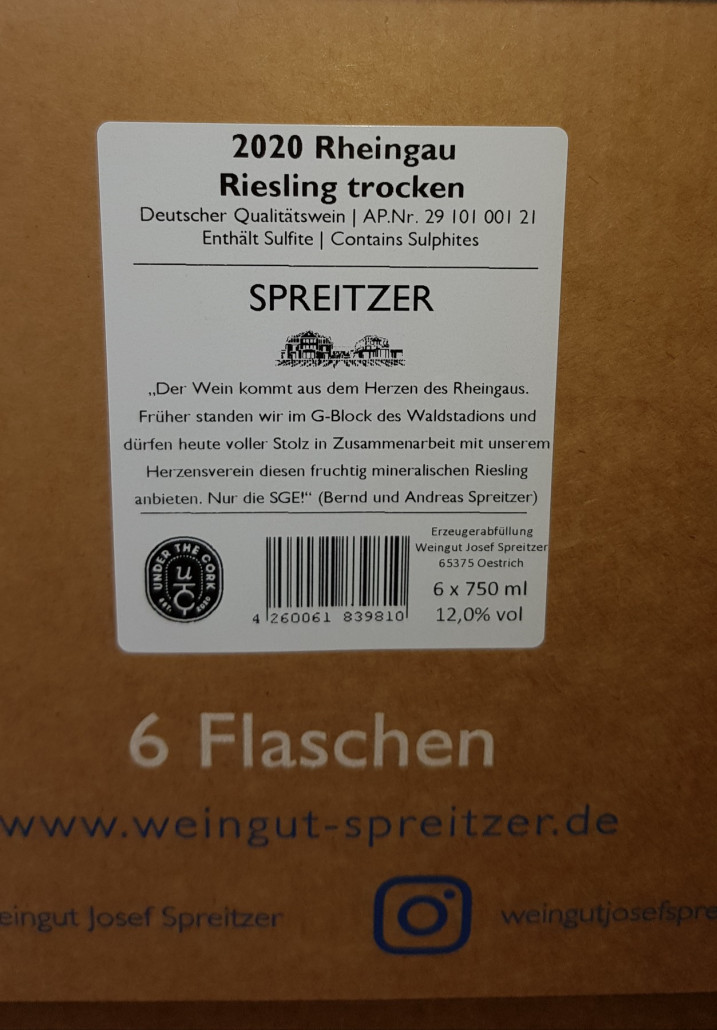 2020 Rheingau
Riesling trocken
Deutscher Qualitätswein | AP.Nr. 29 101 001 21
Enthält Sulfite | Contains Sulphites
SPREITZER
„Der Wein kommt aus dem Herzen des Rheingaus.
Früher standen wir im G-Block des Waldstadions und
dürfen heute voller Stolz in Zusammenarbeit mit unserem
Herzensverein diesen fruchtig mineralischen Riesling
anbieten. Nur die SGE!“ (Bernd und Andreas Spreitzer)
UNDER THE CORK
UTC
EST. 2020
4 260061 839810
Erzeugerabfüllung
Weingut Josef Spreitzer
65375 Oestrich
6 x 750 ml
12,0% vol
6 Flaschen
www.weingut-spreitzer.de
eingut Josef Spreitzer
weingutjosefspre